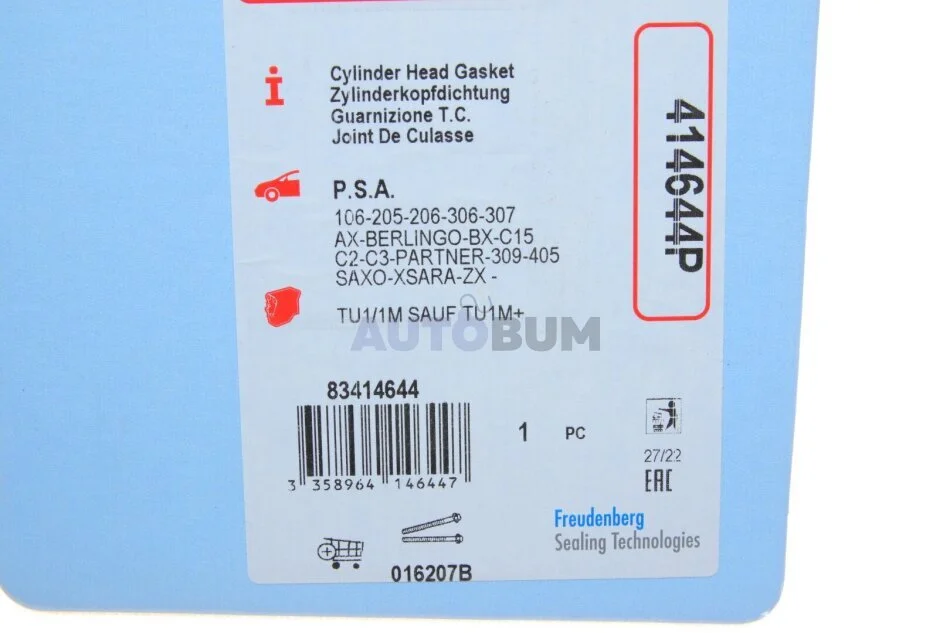 Cylinder Head Gasket
Zylinderkopfdichtung
Guarnizione T.C.
Joint De Culasse
414644P
P.S.A.
106-205-206-306-307
AX-BERLINGO-BX-C15
C2-C3-PARTNER-309-405
SAXO-XSARA-ZX -
TU1/1M SAUF TU1M+
AUTOBUM
83414644
3 358964 146447
1 PC
27/22
EAC
Freudenberg
Sealing Technologies
016207B